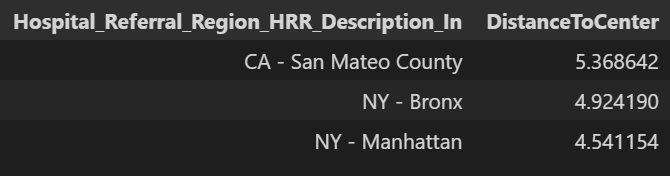 Hospital_Referral_Region_HRR_Description_In DistanceToCenter
CA - San Mateo County 5.368642
NY - Bronx 4.924190
NY - Manhattan 4.541154